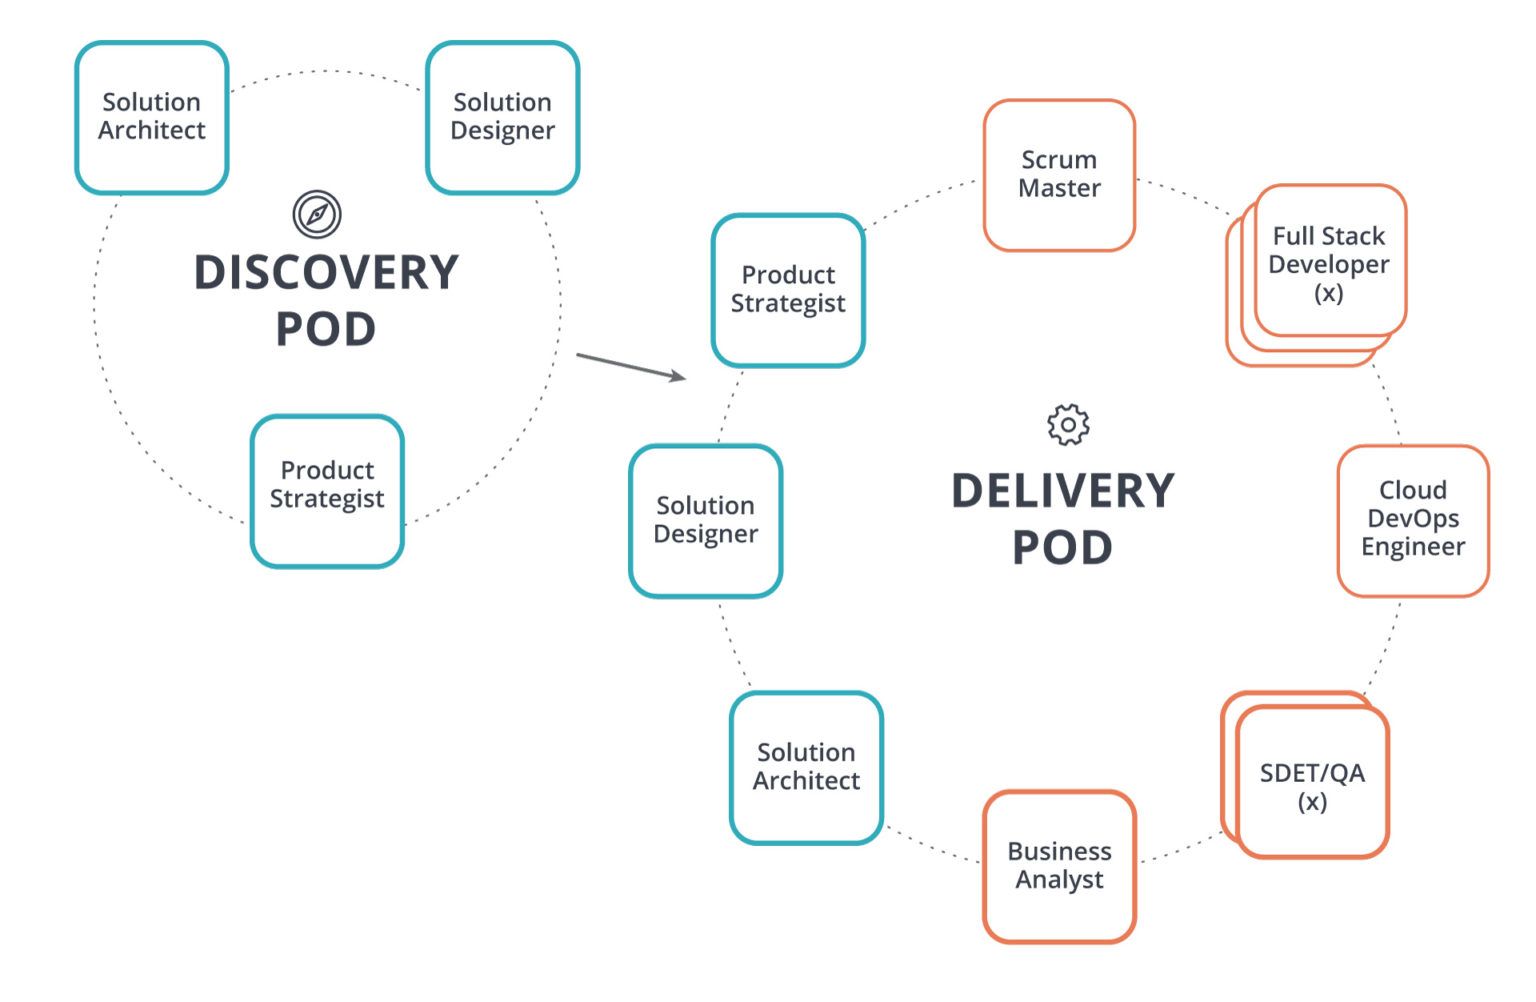 Solution
Architect
Solution
Designer
DISCOVERY
POD
Product
Strategist
Scrum
Master
Product
Strategist
Full Stack
Developer
(x)
Solution
Designer
DELIVERY
POD
Cloud
DevOps
Engineer
Solution
Architect
Business
Analyst
SDET/QA
(x)